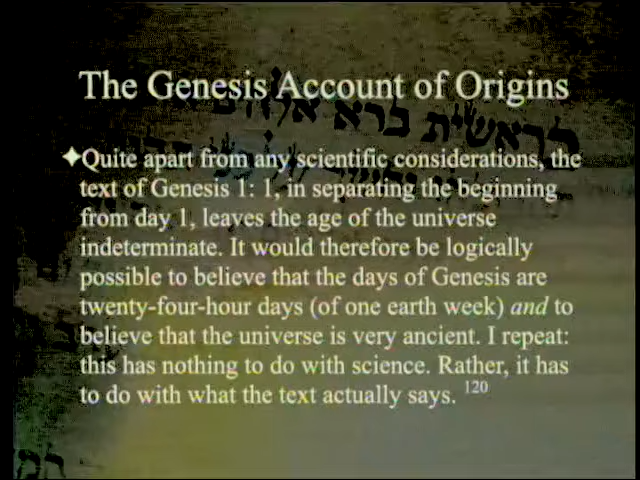 The Genesis Account of Origins
בראשית ברא אלהים
✦Quite apart from any scientific considerations, the
text of Genesis 1: 1, in separating the beginning
from day 1, leaves the age of the universe
indeterminate. It would therefore be logically
possible to believe that the days of Genesis are
twenty-four-hour days (of one earth week) and to
believe that the universe is very ancient. I repeat:
this has nothing to do with science. Rather, it has
to do with what the text actually says. 120